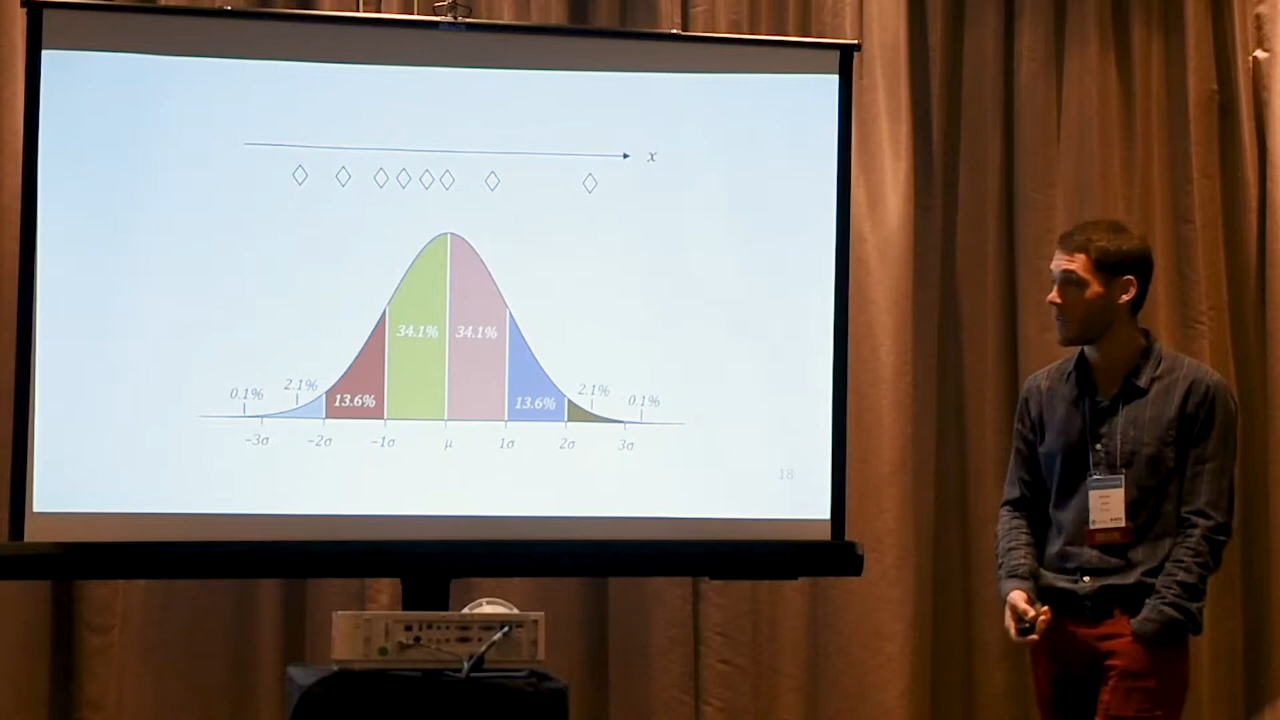 x
34.1% 34.1%
0.1% 2.1% 13.6% 13.6% 2.1% 0.1%
−3σ −2σ −1σ μ 1σ 2σ 3σ
18